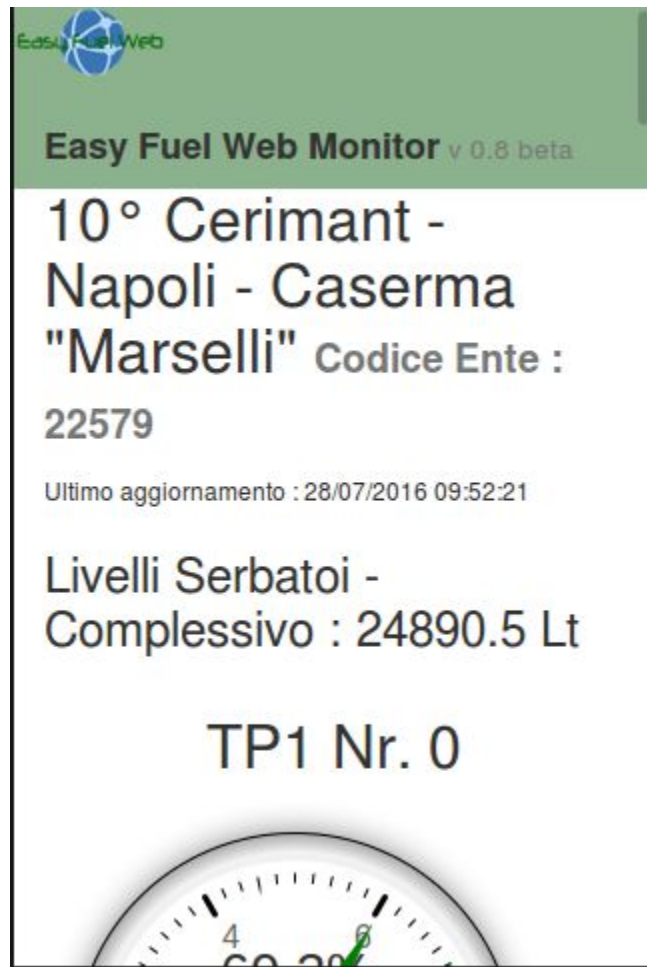 Easy Fuel Web
Easy Fuel Web Monitor v 0.8 beta
10° Cerimant -
Napoli - Caserma
"Marselli" Codice Ente :
22579
Ultimo aggiornamento : 28/07/2016 09:52:21
Livelli Serbatoi -
Complessivo : 24890.5 Lt
TP1 Nr. 0
4 6